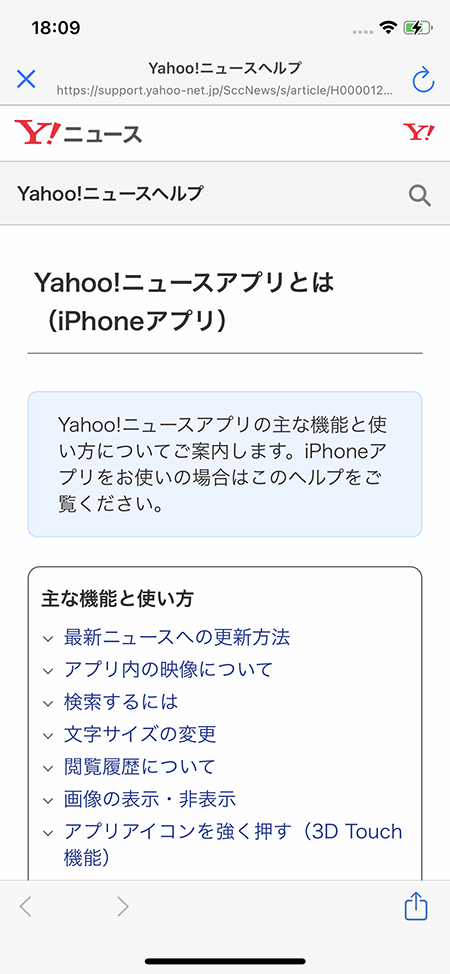 18:09
Yahoo!ニュースヘルプ
https://support.yahoo-net.jp/SccNews/s/article/H000012...
Y!ニュース
Y!
Yahoo!ニュースヘルプ
Yahoo!ニュースアプリとは
（iPhoneアプリ）
Yahoo!ニュースアプリの主な機能と使
い方についてご案内します。iPhoneア
プリをお使いの場合はこのヘルプをご
覧ください。
主な機能と使い方
最新ニュースへの更新方法
アプリ内の映像について
検索するには
文字サイズの変更
閲覧履歴について
画像の表示・非表示
アプリアイコンを強く押す（3D Touch
機能）